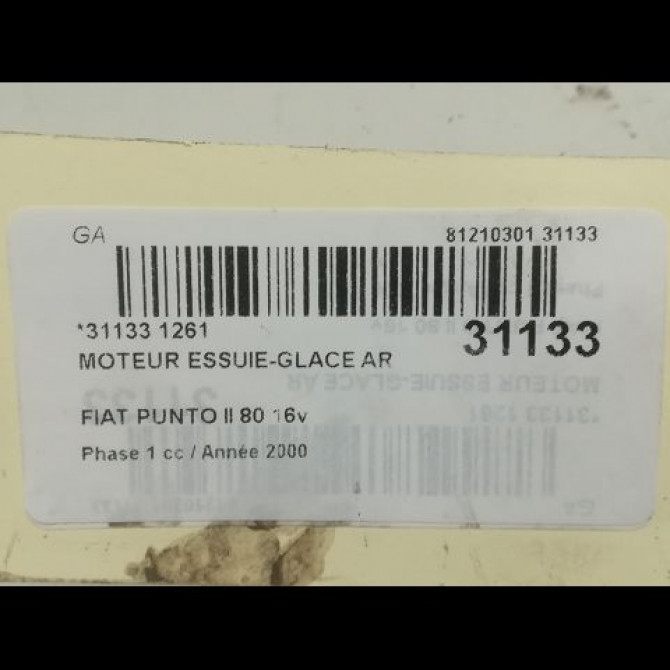 GA 81210301 31133
*31133 1261 31133
MOTEUR ESSUIE-GLACE AR
FIAT PUNTO II 80 16v
Phase 1 cc / Année 2000